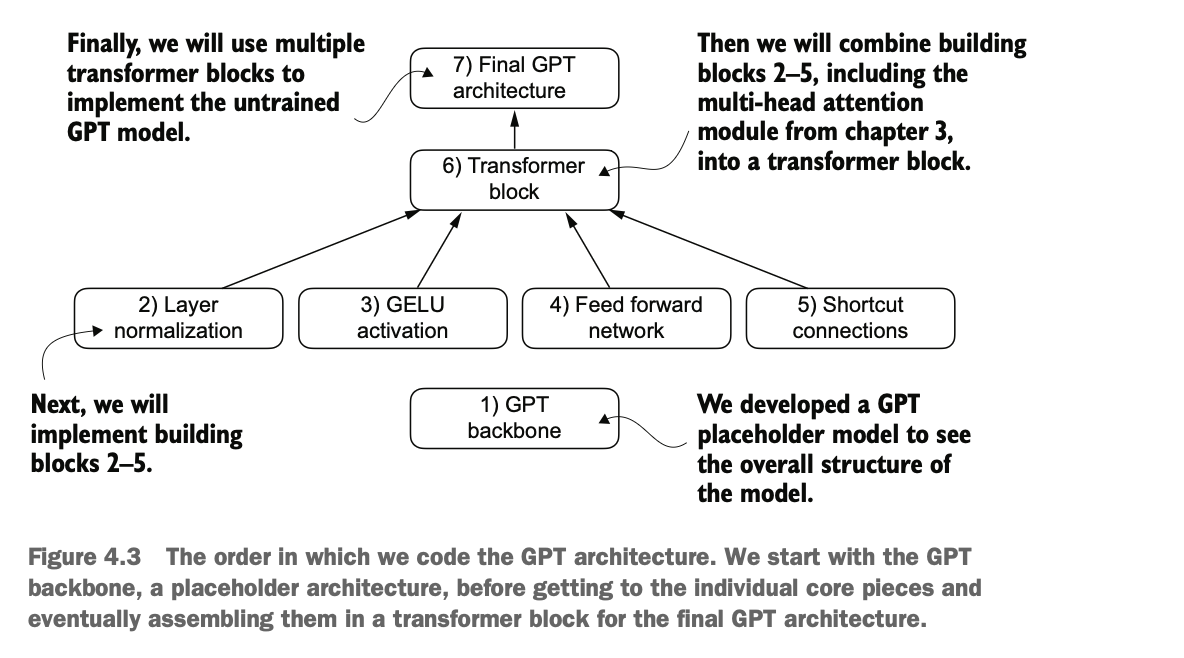 Finally, we will use multiple
transformer blocks to
implement the untrained
GPT model.
7) Final GPT
architecture
Then we will combine building
blocks 2–5, including the
multi-head attention
module from chapter 3,
into a transformer block.
6) Transformer
block
2) Layer
normalization
3) GELU
activation
4) Feed forward
network
5) Shortcut
connections
Next, we will
implement building
blocks 2–5.
1) GPT
backbone
We developed a GPT
placeholder model to see
the overall structure of
the model.
Figure 4.3 The order in which we code the GPT architecture. We start with the GPT
backbone, a placeholder architecture, before getting to the individual core pieces and
eventually assembling them in a transformer block for the final GPT architecture.